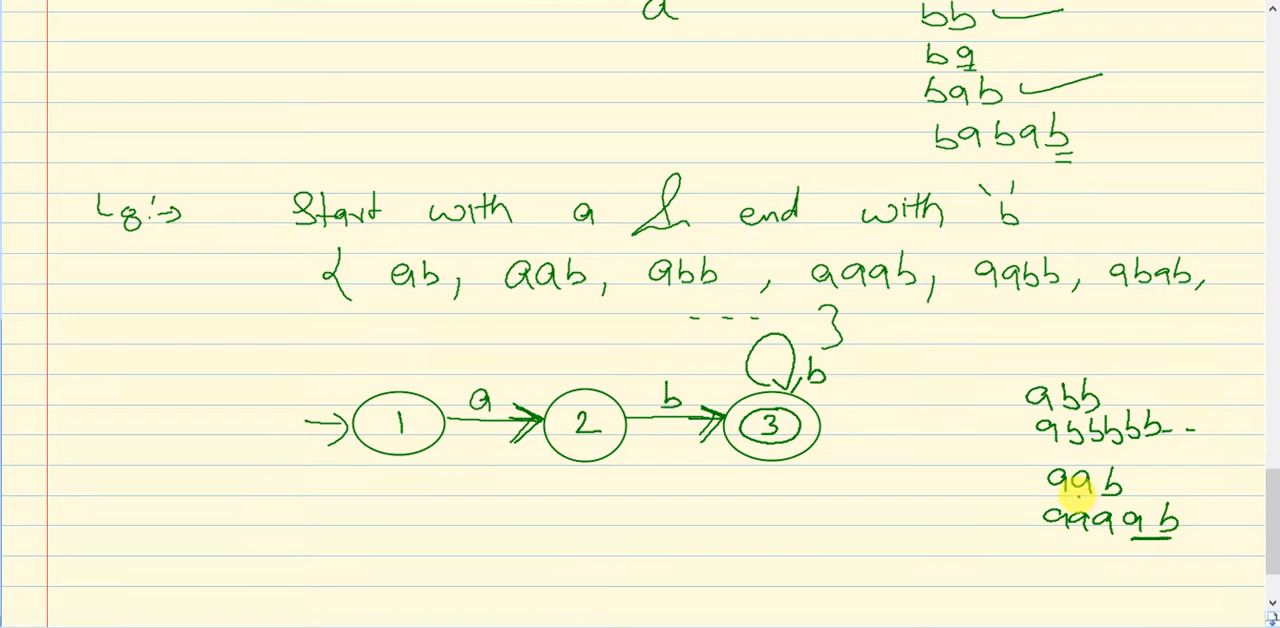 a
bb
ba
bab
babab
Start with a & end with `b'
{ ab, aab, abb , aaab, aabb, abab,
--- }
b
a b
→ 1 2 3
abb
abbbbb--
aab
aaaab